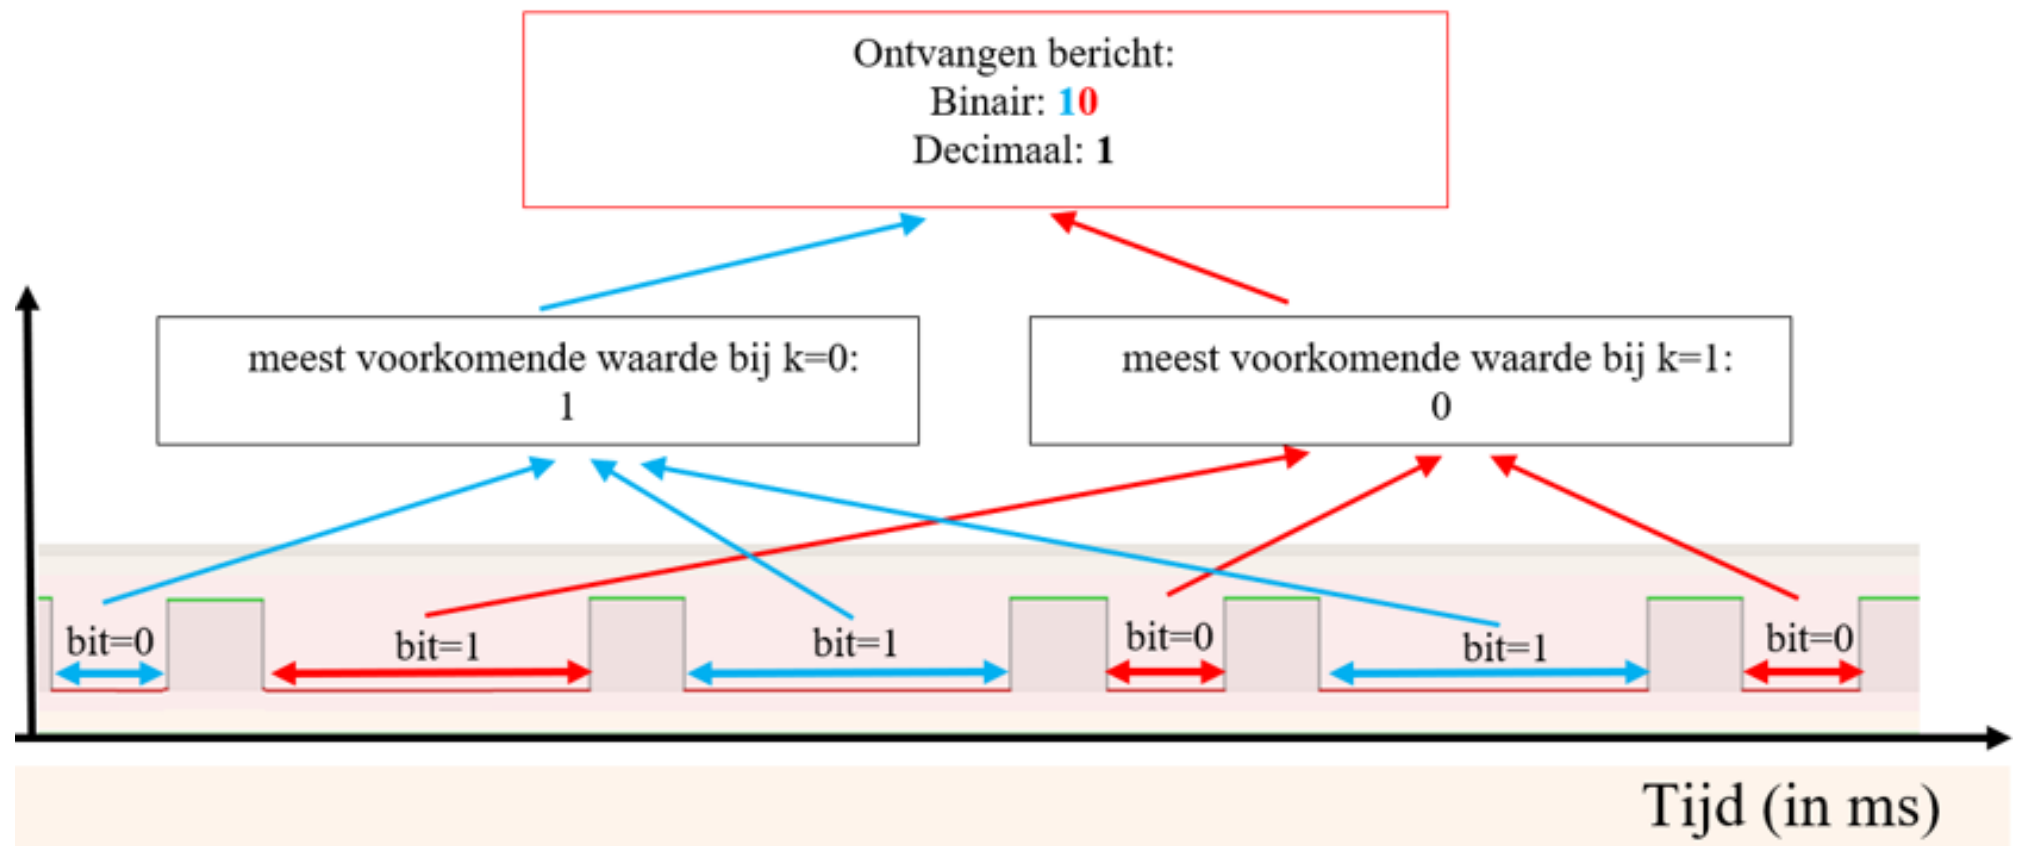 Ontvangen bericht:
Binair: 10
Decimaal: 1
meest voorkomende waarde bij k=0:
1
meest voorkomende waarde bij k=1:
0
bit=0
bit=1
bit=1
bit=0
bit=1
bit=0
Tijd (in ms)